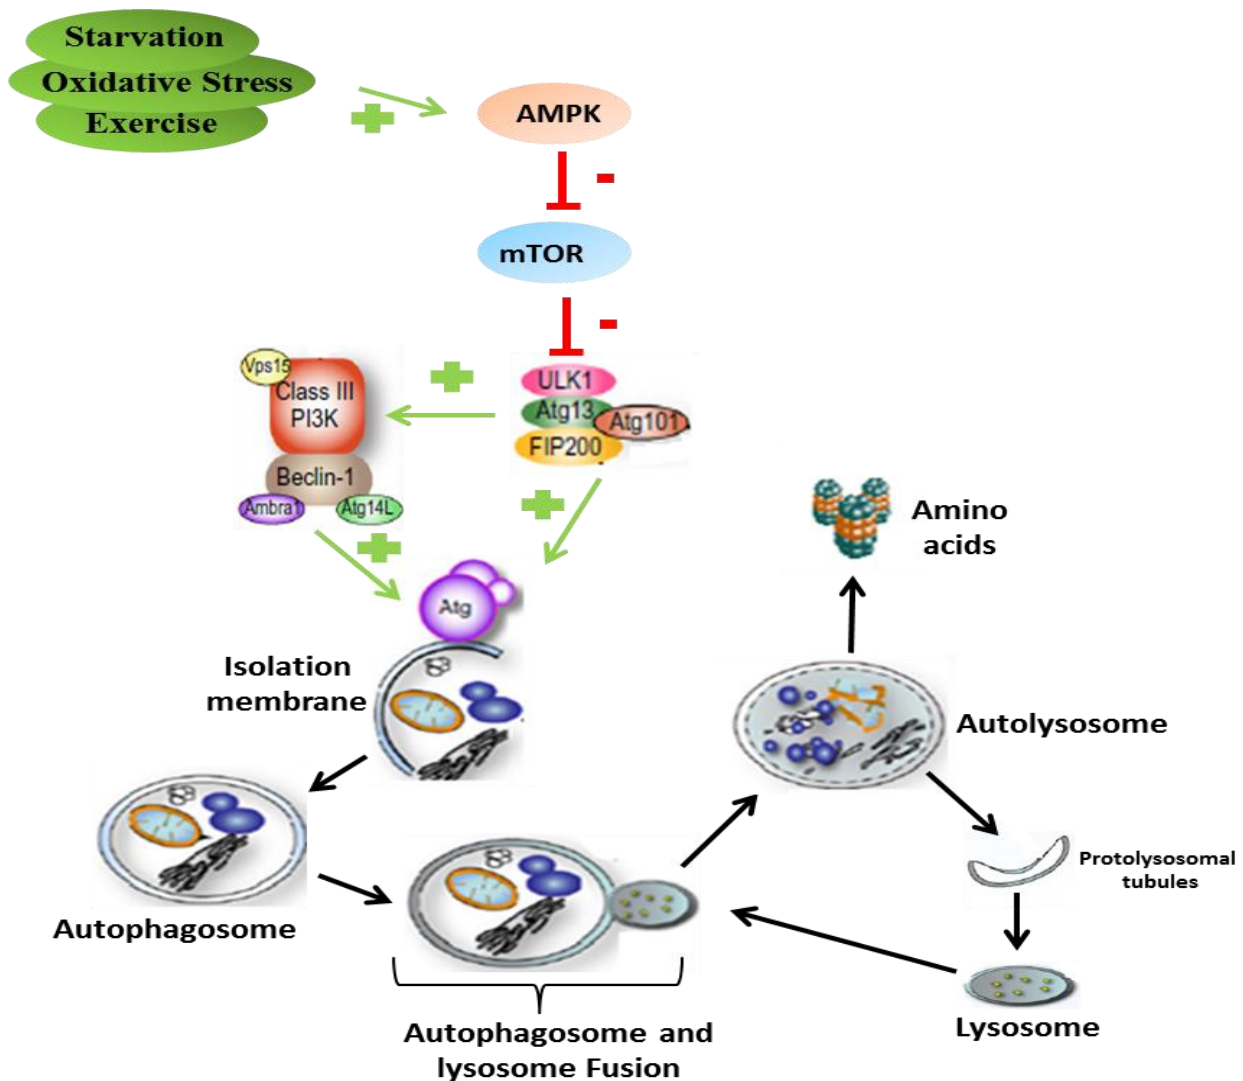 Starvation
Oxidative Stress
Exercise
AMPK
-
mTOR
-
Vps15
Class III
PI3K
Beclin-1
Ambra1
Atg14L
ULK1
Atg13
Atg101
FIP200
Atg
Isolation
membrane
Amino
acids
Autolysosome
Autophagosome
Protolysosomal
tubules
Lysosome
Autophagosome and
lysosome Fusion